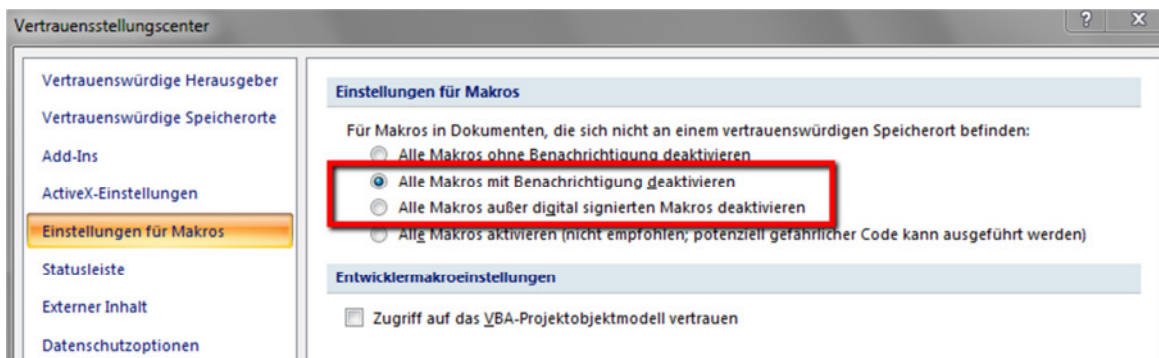 Vertrauensstellungscenter
Vertrauenswürdige Herausgeber
Vertrauenswürdige Speicherorte
Add-Ins
ActiveX-Einstellungen
Einstellungen für Makros
Statusleiste
Externer Inhalt
Datenschutzoptionen
Einstellungen für Makros
Für Makros in Dokumenten, die sich nicht an einem vertrauenswürdigen Speicherort befinden:
Alle Makros ohne Benachrichtigung deaktivieren
Alle Makros mit Benachrichtigung deaktivieren
Alle Makros außer digital signierten Makros deaktivieren
Alle Makros aktivieren (nicht empfohlen; potenziell gefährlicher Code kann ausgeführt werden)
Entwicklermakroeinstellungen
Zugriff auf das VBA-Projektobjektmodell vertrauen